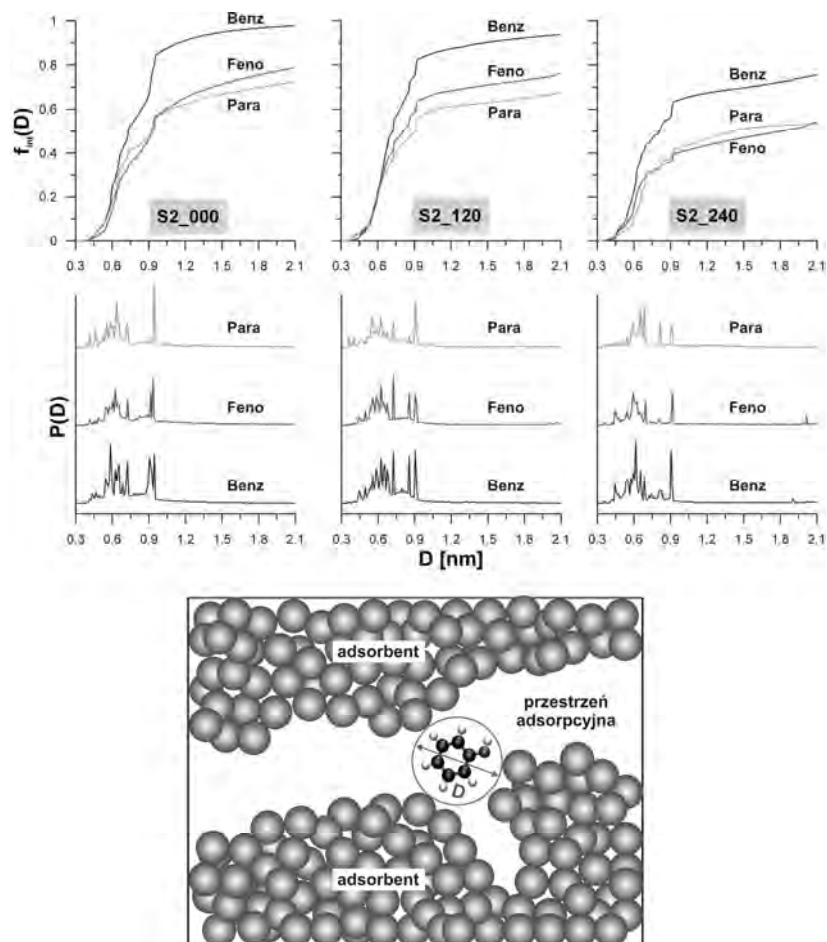 Benz
Feno
Para
S2_000
Benz
Feno
Para
S2_120
Benz
Para
Feno
S2_240
f_int(D)
1
0.8
0.6
0.4
0.2
0
0.3 0.6 0.9 1.2 1.5 1.8 2.1
0.3 0.6 0.9 1.2 1.5 1.8 2.1
0.3 0.6 0.9 1.2 1.5 1.8 2.1
Para
Feno
Benz
Para
Feno
Benz
Para
Feno
Benz
P(D)
0.3 0.6 0.9 1.2 1.5 1.8 2.1
0.3 0.6 0.9 1.2 1.5 1.8 2.1
0.3 0.6 0.9 1.2 1.5 1.8 2.1
D [nm]
adsorbent
przestrzeń
adsorpcyjna
D
adsorbent